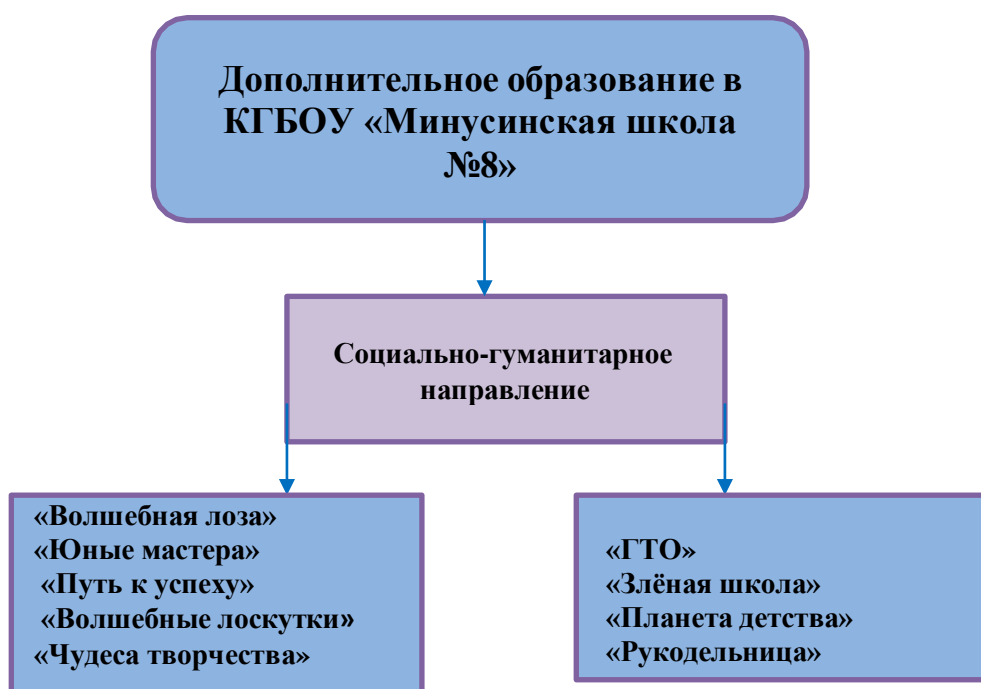 Дополнительное образование в
КГБОУ «Минусинская школа
№8»
Социально-гуманитарное
направление
«Волшебная лоза»
«Юные мастера»
«Путь к успеху»
«Волшебные лоскутки»
«Чудеса творчества»
«ГТО»
«Злёная школа»
«Планета детства»
«Рукодельница»